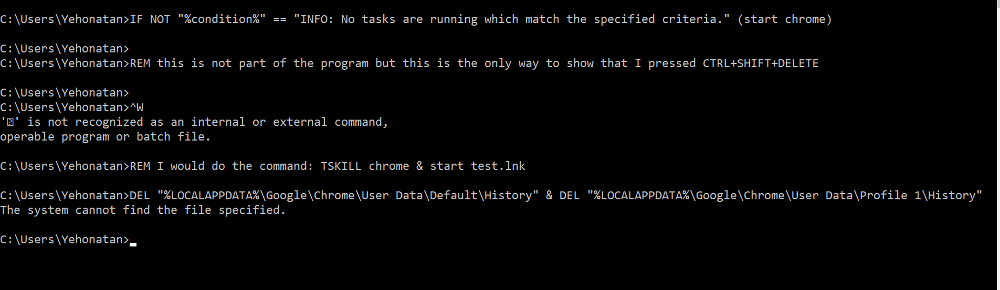 C:\Users\Yehonatan>IF NOT "%condition%" == "INFO: No tasks are running which match the specified criteria." (start chrome)
C:\Users\Yehonatan>
C:\Users\Yehonatan>REM this is not part of the program but this is the only way to show that I pressed CTRL+SHIFT+DELETE
C:\Users\Yehonatan>
C:\Users\Yehonatan>^W
'⍰' is not recognized as an internal or external command,
operable program or batch file.
C:\Users\Yehonatan>REM I would do the command: TSKILL chrome & start test.lnk
C:\Users\Yehonatan>DEL "%LOCALAPPDATA%\Google\Chrome\User Data\Default\History" & DEL "%LOCALAPPDATA%\Google\Chrome\User Data\Profile 1\History"
The system cannot find the file specified.
C:\Users\Yehonatan>